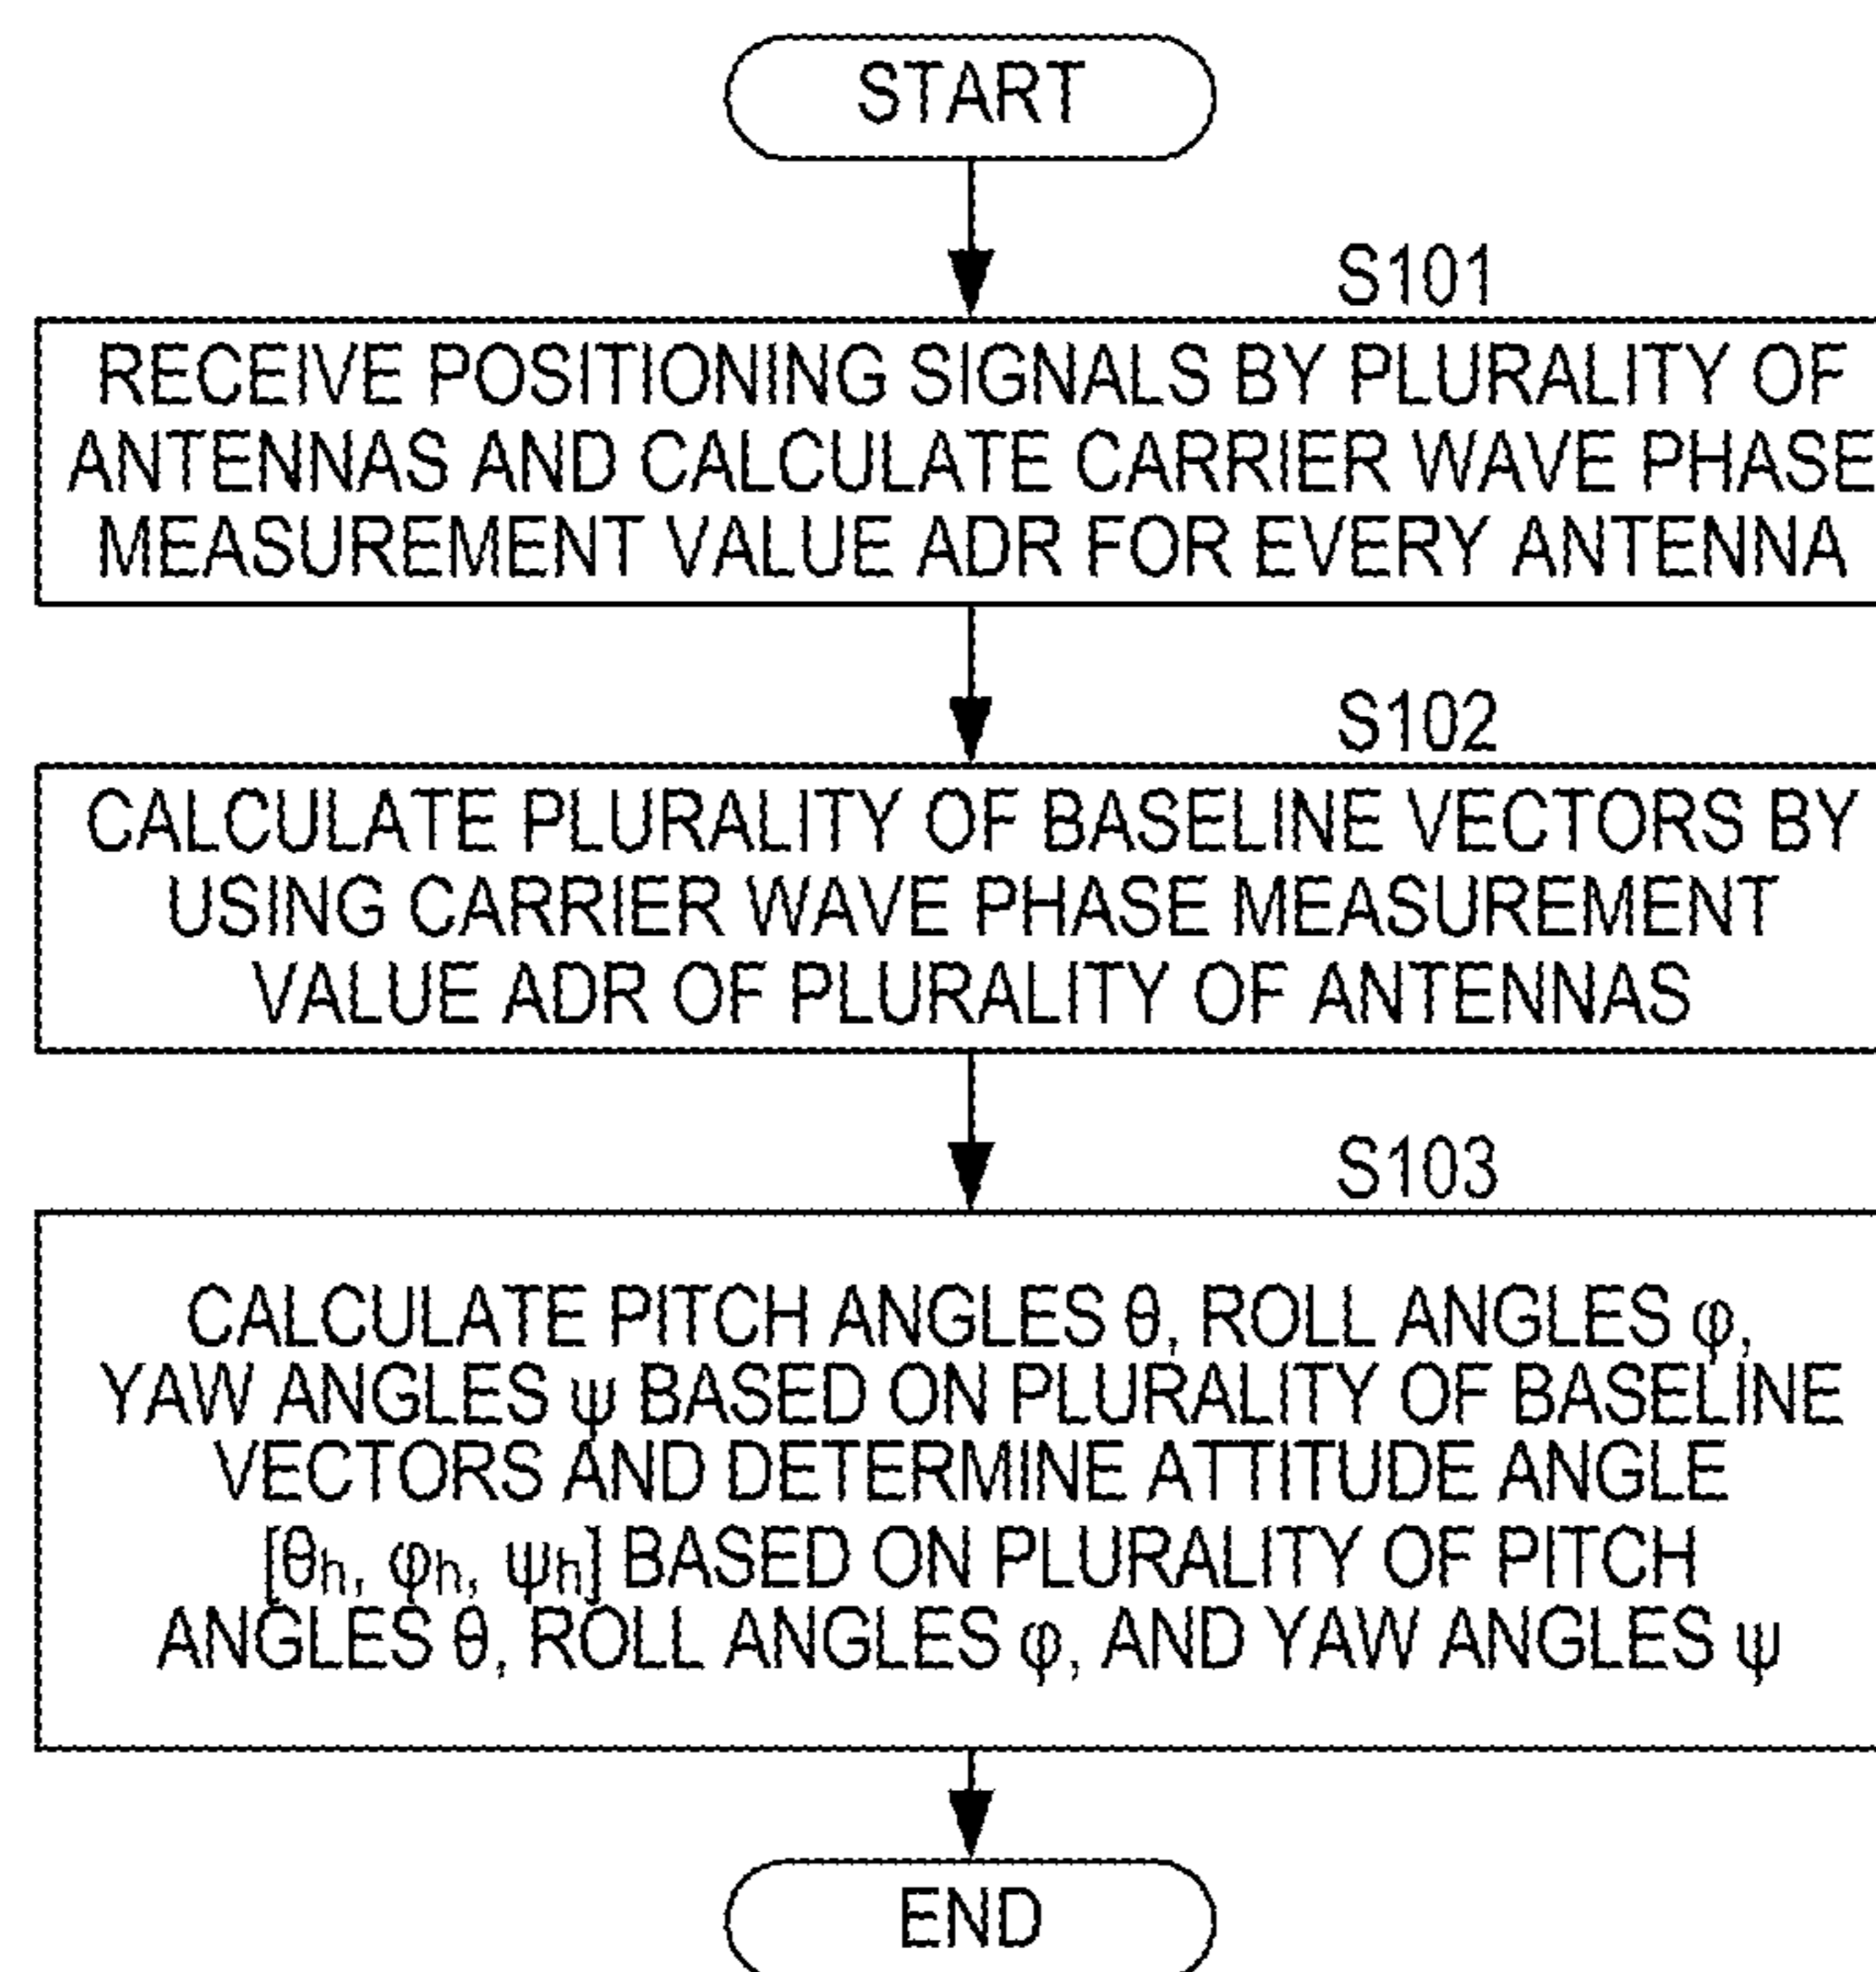 START
S101
RECEIVE POSITIONING SIGNALS BY PLURALITY OF
ANTENNAS AND CALCULATE CARRIER WAVE PHASE
MEASUREMENT VALUE ADR FOR EVERY ANTENNA
S102
CALCULATE PLURALITY OF BASELINE VECTORS BY
USING CARRIER WAVE PHASE MEASUREMENT
VALUE ADR OF PLURALITY OF ANTENNAS
S103
CALCULATE PITCH ANGLES θ, ROLL ANGLES φ,
YAW ANGLES ψ BASED ON PLURALITY OF BASELINE
VECTORS AND DETERMINE ATTITUDE ANGLE
[θh, φh, ψh] BASED ON PLURALITY OF PITCH
ANGLES θ, ROLL ANGLES φ, AND YAW ANGLES ψ
END